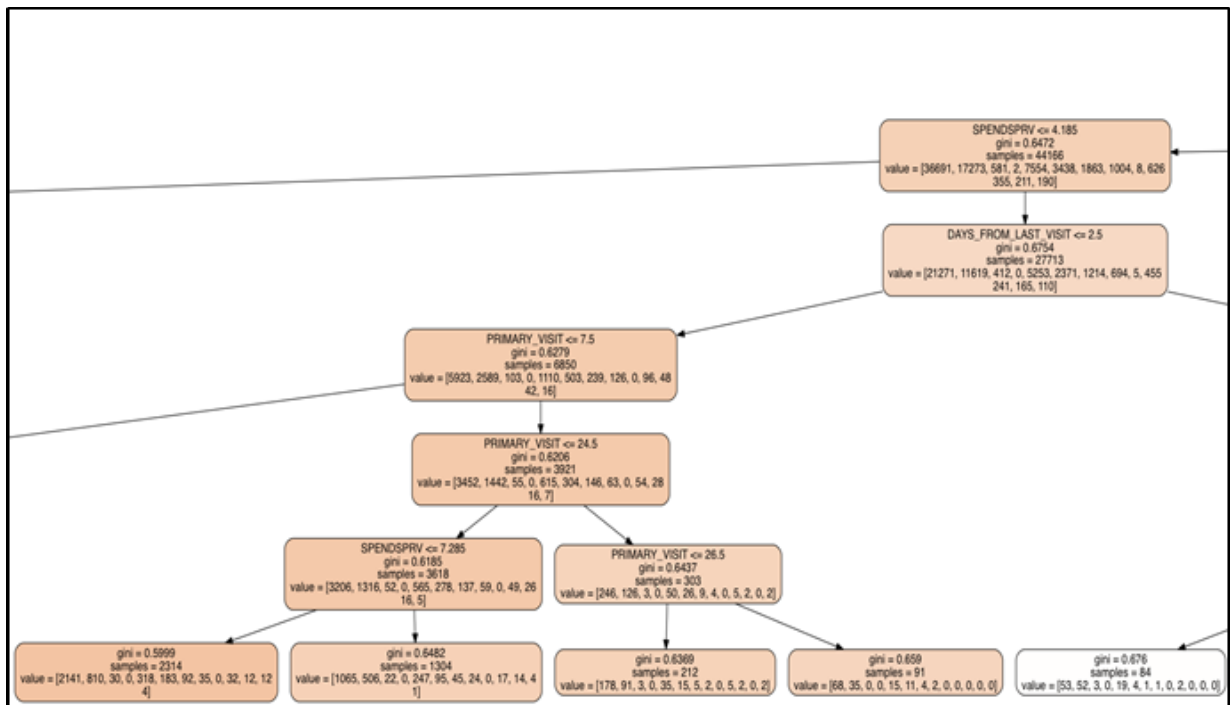 SPENDSPRV <= 4.185
gini = 0.6472
samples = 44166
value = [36691, 17273, 581, 2, 7554, 3438, 1863, 1004, 8, 626
355, 211, 190]
DAYS_FROM_LAST_VISIT <= 2.5
gini = 0.6754
samples = 27713
value = [21271, 11619, 412, 0, 5253, 2371, 1214, 694, 5, 455
241, 165, 110]
PRIMARY_VISIT <= 7.5
gini = 0.6279
samples = 6850
value = [5923, 2589, 103, 0, 1110, 503, 239, 126, 0, 96, 48
42, 16]
PRIMARY_VISIT <= 24.5
gini = 0.6206
samples = 3921
value = [3452, 1442, 55, 0, 615, 304, 146, 63, 0, 54, 28
16, 7]
SPENDSPRV <= 7.285
gini = 0.6185
samples = 3618
value = [3206, 1316, 52, 0, 565, 278, 137, 59, 0, 49, 26
16, 5]
PRIMARY_VISIT <= 26.5
gini = 0.6437
samples = 303
value = [246, 126, 3, 0, 50, 26, 9, 4, 0, 5, 2, 0, 2]
gini = 0.5999
samples = 2314
value = [2141, 810, 30, 0, 318, 183, 92, 35, 0, 32, 12, 12
4]
gini = 0.6482
samples = 1304
value = [1065, 506, 22, 0, 247, 95, 45, 24, 0, 17, 14, 4
1]
gini = 0.6369
samples = 212
value = [178, 91, 3, 0, 35, 15, 5, 2, 0, 5, 2, 0, 2]
gini = 0.659
samples = 91
value = [68, 35, 0, 0, 15, 11, 4, 2, 0, 0, 0, 0, 0]
gini = 0.676
samples = 84
value = [53, 52, 3, 0, 19, 4, 1, 1, 0, 2, 0, 0, 0]